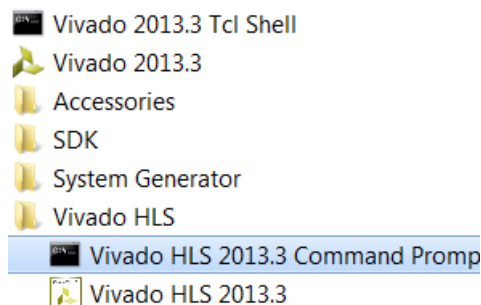 Vivado 2013.3 Tcl Shell
Vivado 2013.3
Accessories
SDK
System Generator
Vivado HLS
Vivado HLS 2013.3 Command Promp
Vivado HLS 2013.3